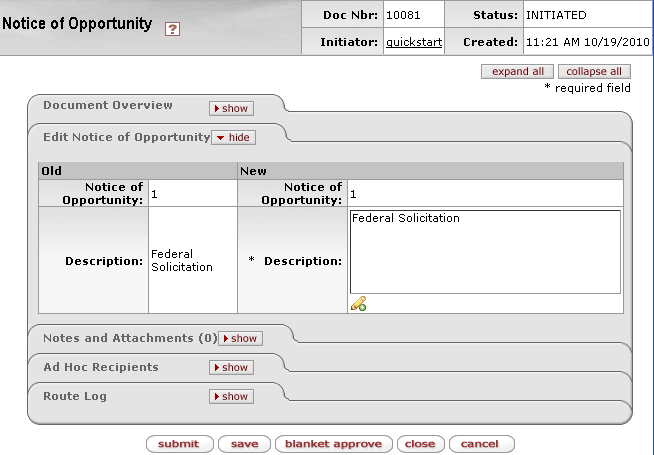 Notice of Opportunity ?
Doc Nbr: 10081 Status: INITIATED
Initiator: quickstart Created: 11:21 AM 10/19/2010
expand all collapse all
* required field
Document Overview show
Edit Notice of Opportunity hide
Old New
Notice of Opportunity: 1 Notice of Opportunity: 1
Federal Solicitation
Description: Federal Solicitation * Description:
Notes and Attachments (0) show
Ad Hoc Recipients show
Route Log show
submit save blanket approve close cancel